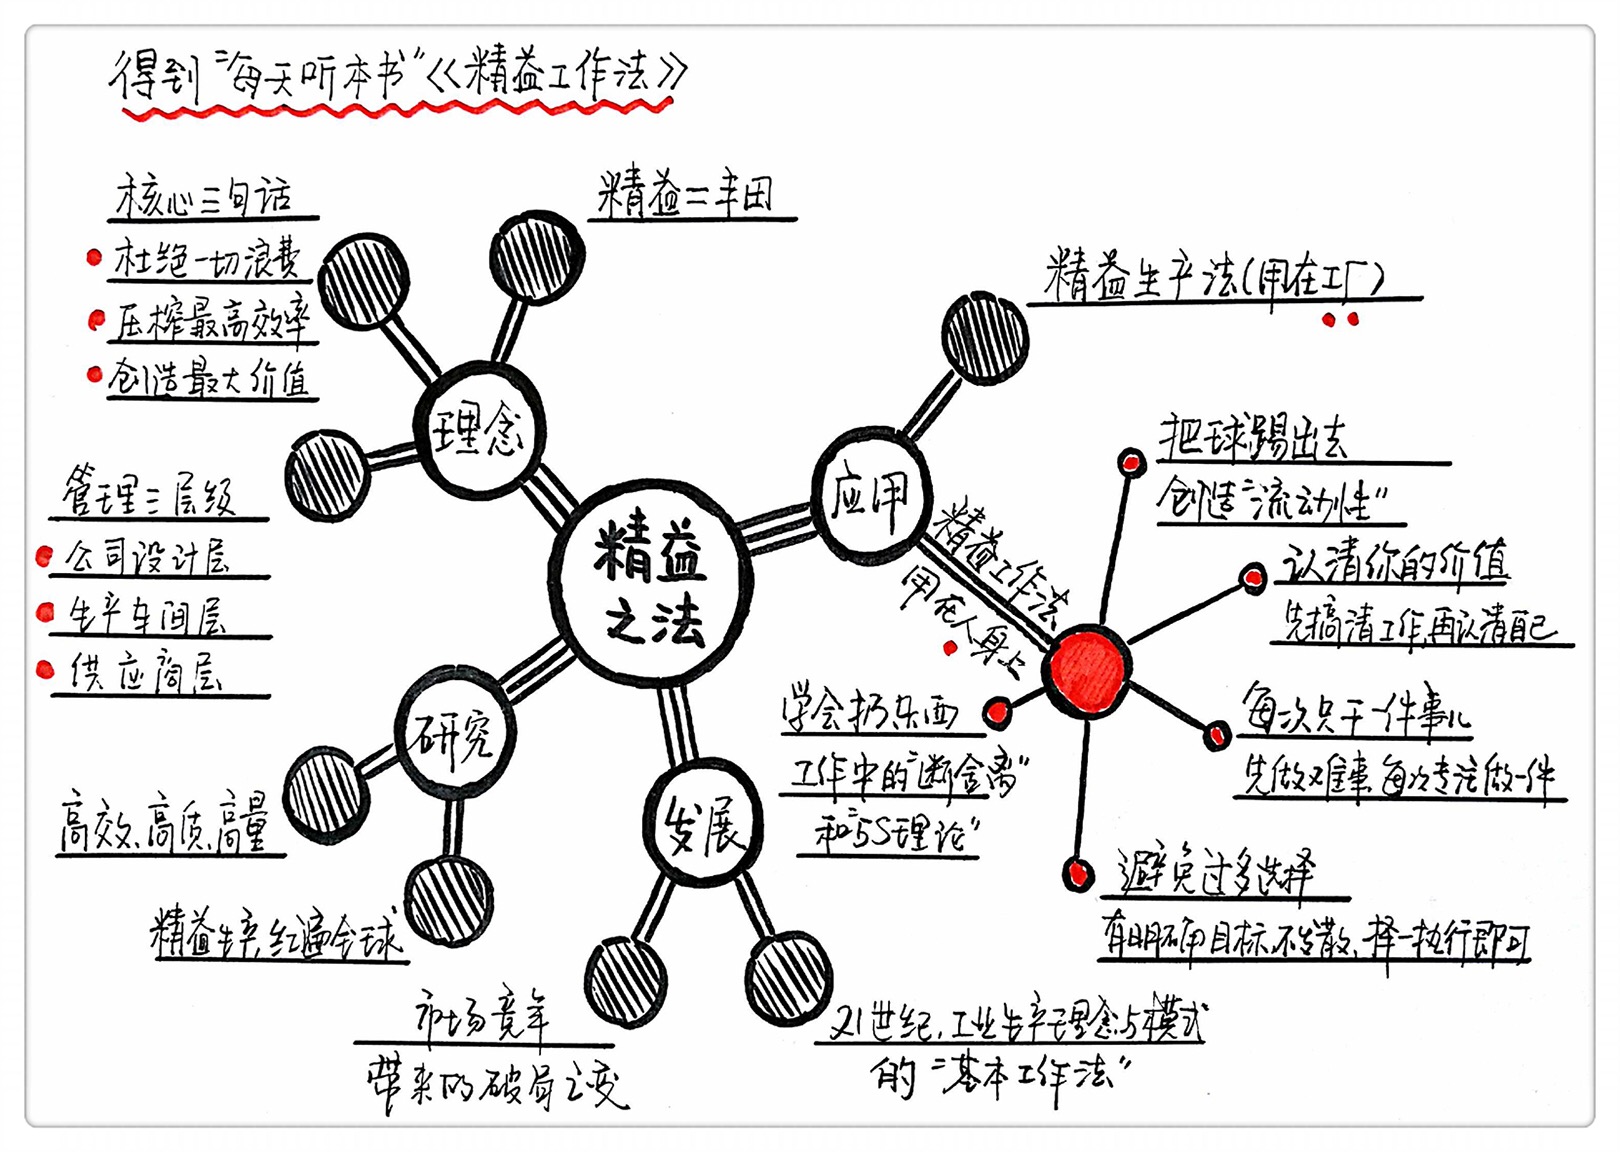 得到"每天听本书"《精益工作法》
核心三句话
杜绝一切浪费
压榨最高效率
创造最大价值
精益=丰田
理念
管理三层级
公司设计层
生产车间层
供应商层
精益
之法
应用
精益生产法(用在工厂)
精益工作法
用在人身上
把球踢出去
创造"流动性"
认清你的价值
先搞清工作,再认清自己
每次只干一件事儿
先做难事,每次专注做一件
避免过多选择
有明确目标,不发散,择一执行即可
学会扔东西
工作中的"断舍离"
和"5S理论"
研究
高效、高质、高量
精益生产,红遍全球
发展
市场竞争
带来的破局之变
21世纪,工业生产理念与模式
的"基本工作法"